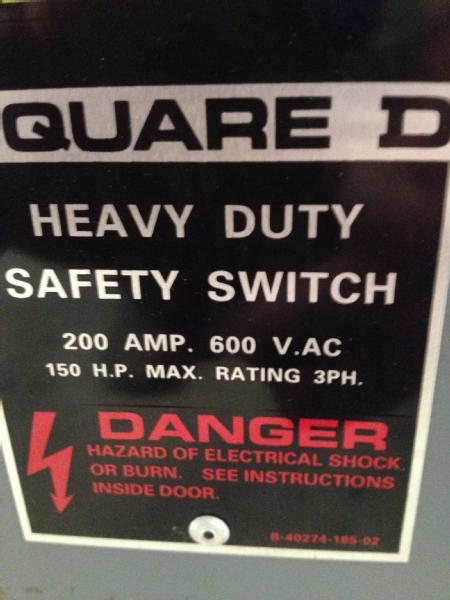 QUARE D
HEAVY DUTY
SAFETY SWITCH
200 AMP. 600 V.AC
150 H.P. MAX. RATING 3PH.
DANGER
HAZARD OF ELECTRICAL SHOCK
OR BURN. SEE INSTRUCTIONS
INSIDE DOOR.
B-40274-185-02